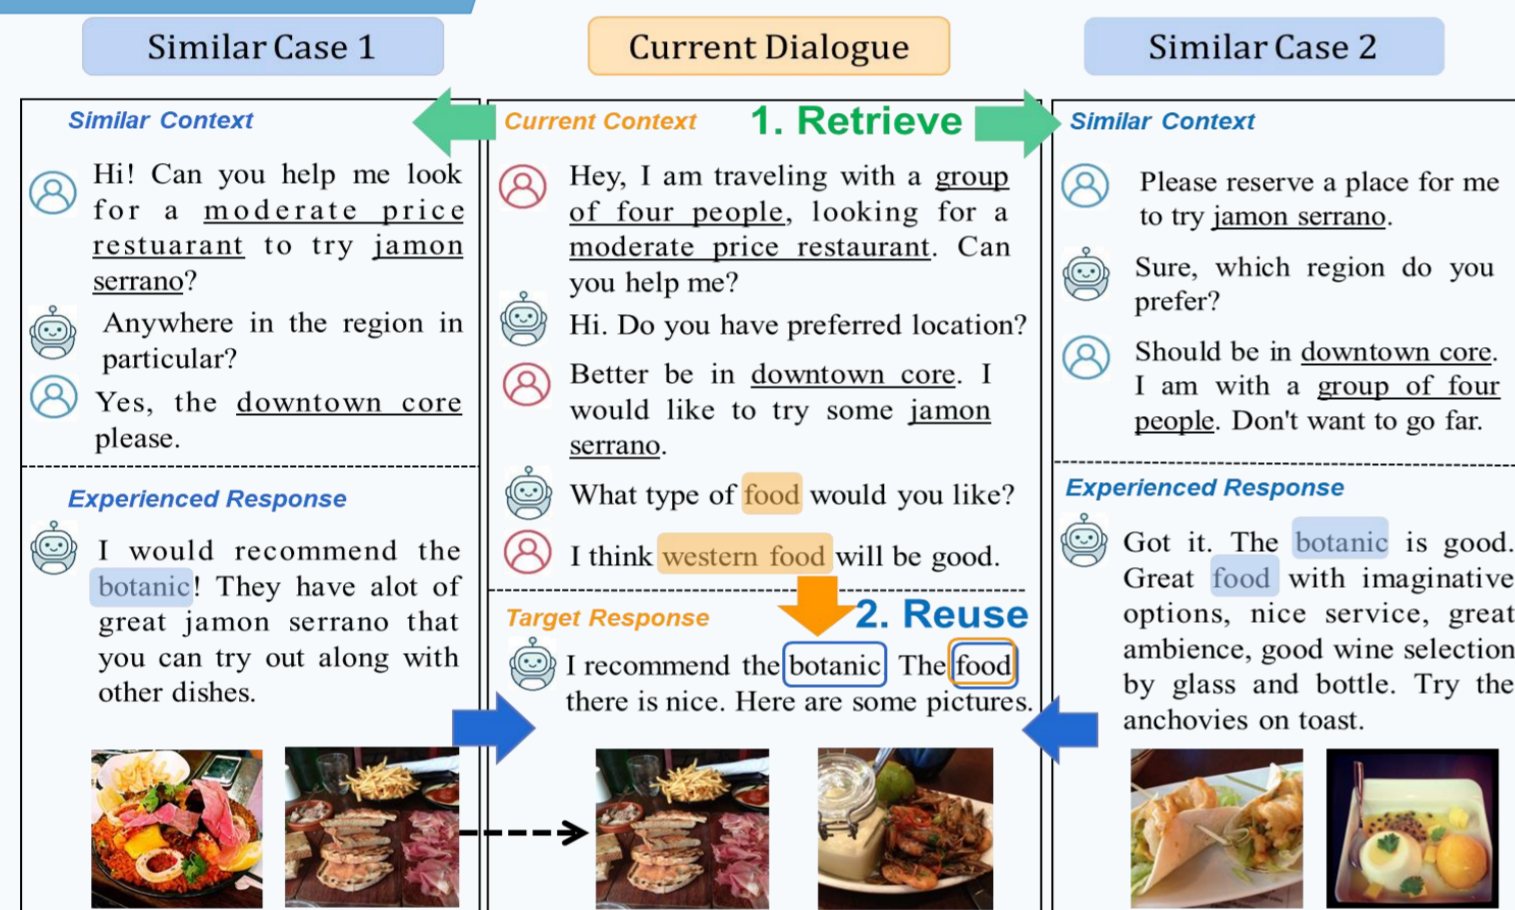 Similar Case 1
Current Dialogue
Similar Case 2
Similar Context
Hi! Can you help me look
for a moderate price
restuarant to try jamon
serrano?
Anywhere in the region in
particular?
Yes, the downtown core
please.
Experienced Response
I would recommend the
botanic! They have alot of
great jamon serrano that
you can try out along with
other dishes.
Current Context
1. Retrieve
Hey, I am traveling with a group
of four people, looking for a
moderate price restaurant. Can
you help me?
Hi. Do you have preferred location?
Better be in downtown core. I
would like to try some jamon
serrano.
What type of food would you like?
I think western food will be good.
Target Response
2. Reuse
I recommend the botanic The food
there is nice. Here are some pictures.
Similar Context
Please reserve a place for me
to try jamon serrano.
Sure, which region do you
prefer?
Should be in downtown core.
I am with a group of four
people. Don't want to go far.
Experienced Response
Got it. The botanic is good.
Great food with imaginative
options, nice service, great
ambience, good wine selection
by glass and bottle. Try the
anchovies on toast.